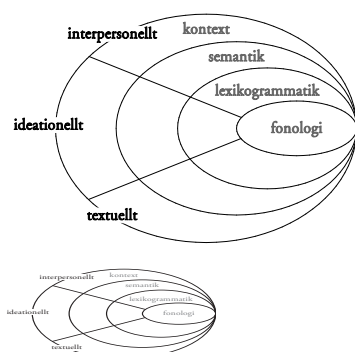 kontext
interpersonellt
semantik
lexikogrammatik
ideationellt
fonologi
textuellt
kontext
interpersonellt
semantik
lexikogrammatik
ideationellt
fonologi
textuellt